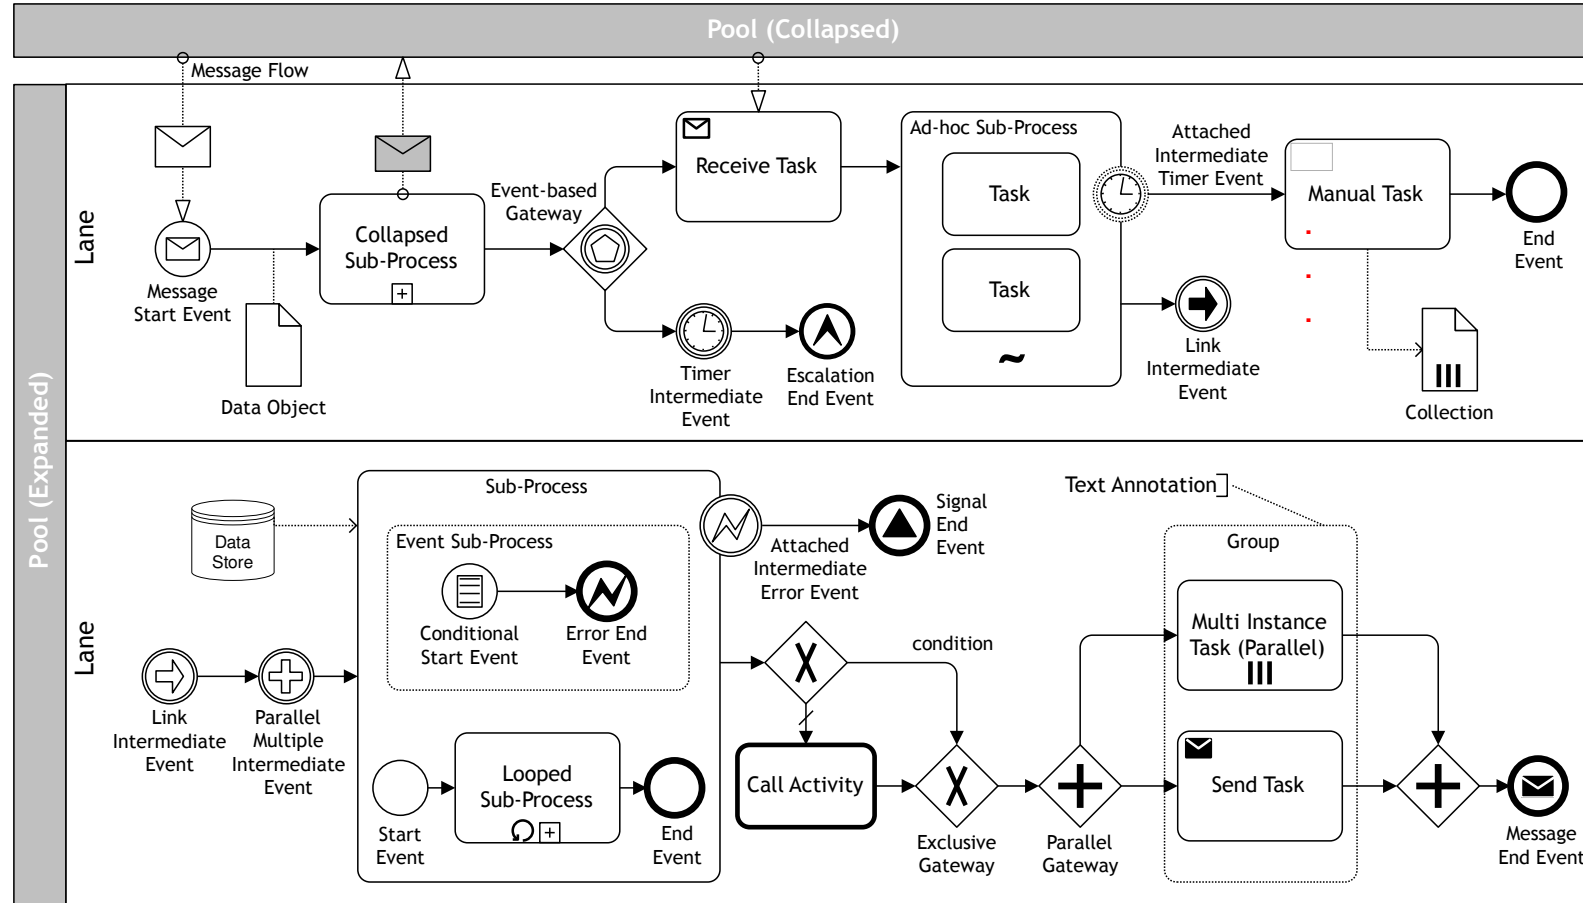 Pool (Collapsed)
Pool (Expanded)
Lane
Message Flow
Message
Start Event
Data Object
Collapsed
Sub-Process
Event-based
Gateway
Receive Task
Timer
Intermediate
Event
Escalation
End Event
Ad-hoc Sub-Process
Task
Task
Attached
Intermediate
Timer Event
Link
Intermediate
Event
Manual Task
End
Event
Collection
Lane
Data
Store
Link
Intermediate
Event
Parallel
Multiple
Intermediate
Event
Sub-Process
Event Sub-Process
Conditional
Start Event
Error End
Event
Start
Event
Looped
Sub-Process
End
Event
Attached
Intermediate
Error Event
Signal
End
Event
condition
Call Activity
Exclusive
Gateway
Parallel
Gateway
Text Annotation
Group
Multi Instance
Task (Parallel)
Send Task
Message
End Event